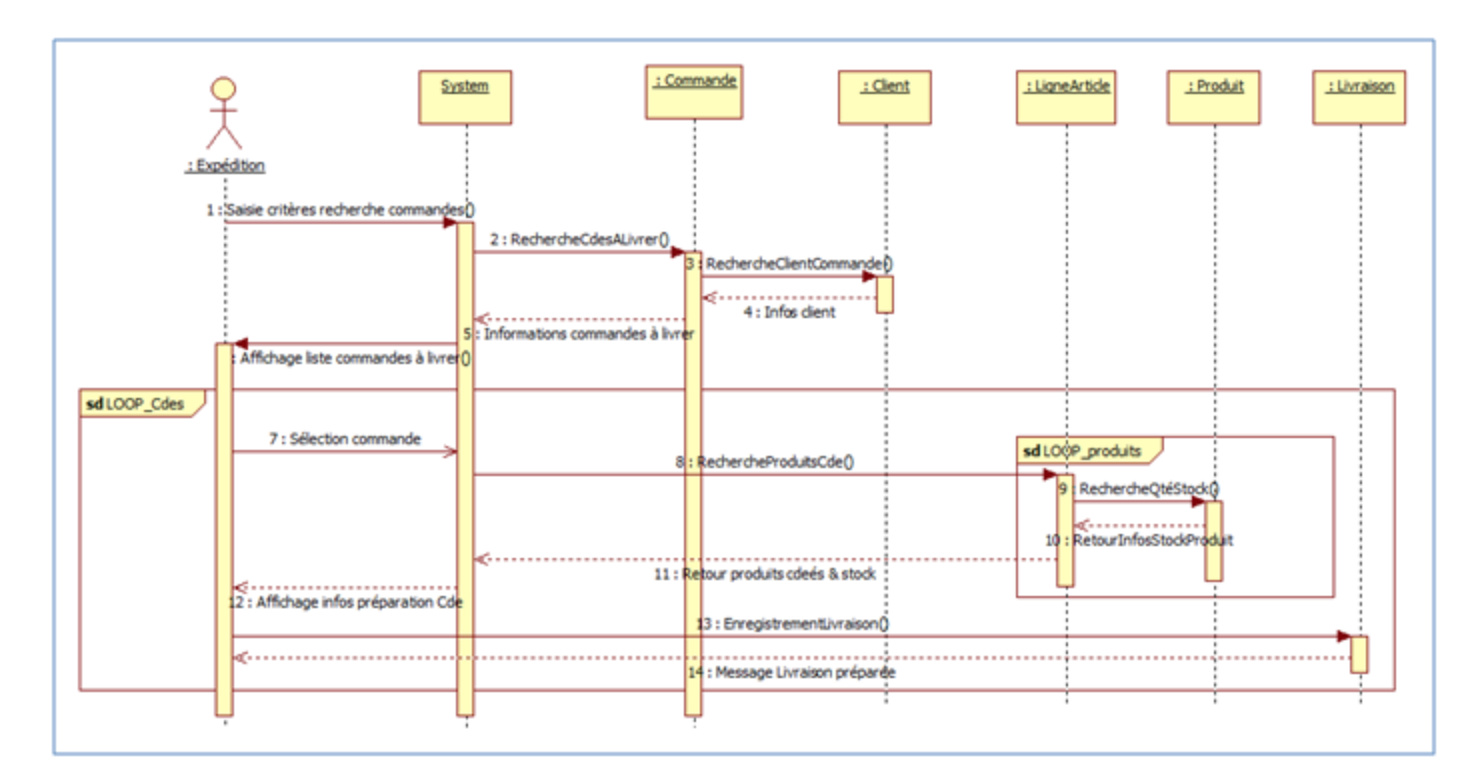 System
: Commande
: Client
: LigneArticle
: Produit
: Livraison
: Expédition
1 : Saisie critères recherche commandes()
2 : RechercheCdesALivrer()
3 : RechercheClientCommande()
4 : Infos client
5 : Informations commandes à livrer
: Affichage liste commandes à livrer()
sd LOOP_Cdes
7 : Sélection commande
sd LOOP_produits
8 : RechercheProduitsCde()
9 : RechercheQtéStock()
10 : RetourInfosStockProduit
11 : Retour produits cdeés & stock
12 : Affichage infos préparation Cde
13 : EnregistrementLivraison()
14 : Message Livraison préparée